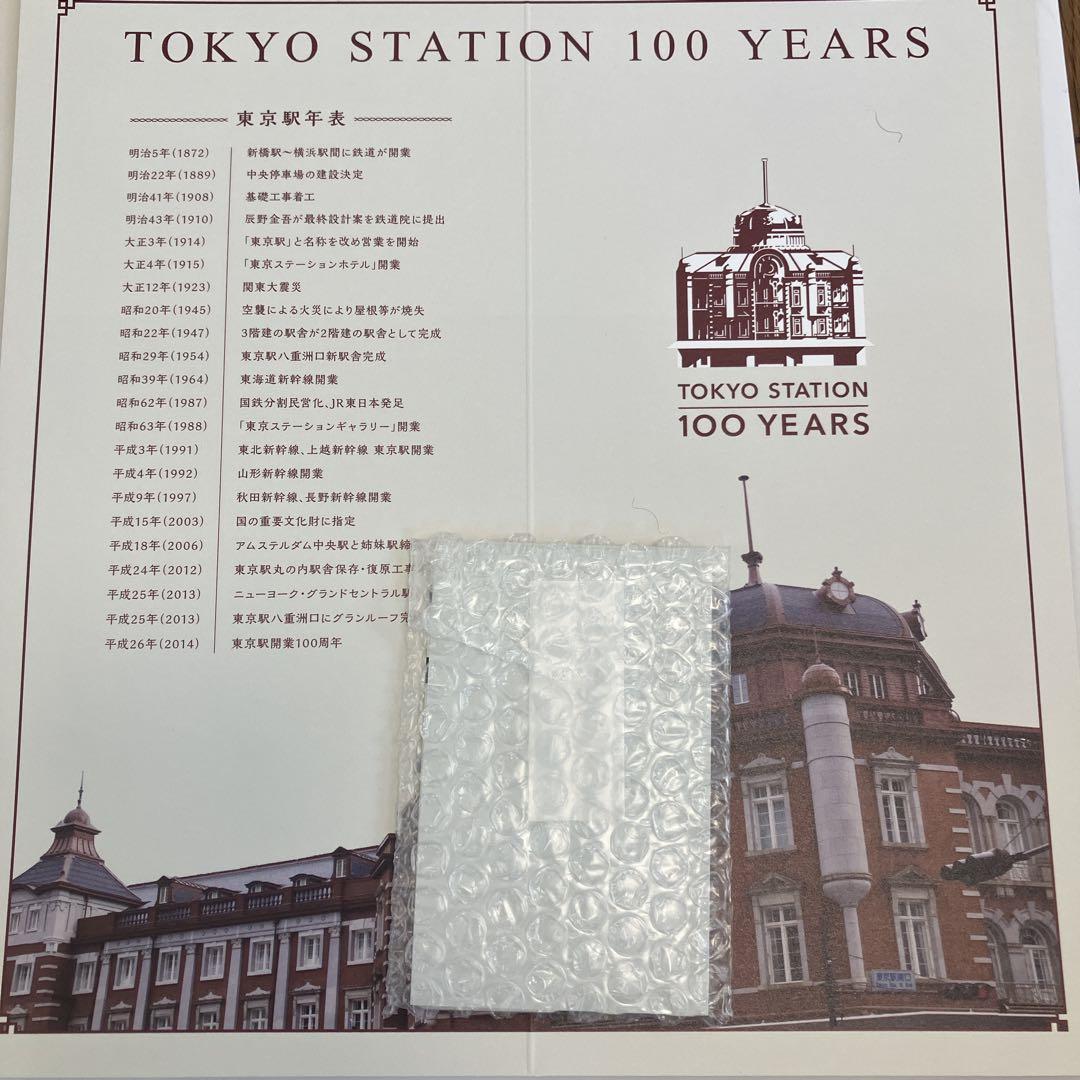 TOKYO STATION 100 YEARS
東京駅年表
明治5年(1872) 新橋駅～横浜駅間に鉄道が開業
明治22年(1889) 中央停車場の建設決定
明治41年(1908) 基礎工事着工
明治43年(1910) 辰野金吾が最終設計案を鉄道院に提出
大正3年(1914) 「東京駅」と名称を改め営業を開始
大正4年(1915) 「東京ステーションホテル」開業
大正12年(1923) 関東大震災
昭和20年(1945) 空襲による火災により屋根等が焼失
昭和22年(1947) 3階建の駅舎が2階建の駅舎として完成
昭和29年(1954) 東京駅八重洲口新駅舎完成
昭和39年(1964) 東海道新幹線開業
昭和62年(1987) 国鉄分割民営化、JR東日本発足
昭和63年(1988) 「東京ステーションギャラリー」開業
平成3年(1991) 東北新幹線、上越新幹線 東京駅開業
平成4年(1992) 山形新幹線開業
平成9年(1997) 秋田新幹線、長野新幹線開業
平成15年(2003) 国の重要文化財に指定
平成18年(2006) アムステルダム中央駅と姉妹駅締
平成24年(2012) 東京駅丸の内駅舎保存・復原工事
平成25年(2013) ニューヨーク・グランドセントラル駅
平成25年(2013) 東京駅八重洲口にグランルーフ完
平成26年(2014) 東京駅開業100周年
TOKYO STATION
100 YEARS